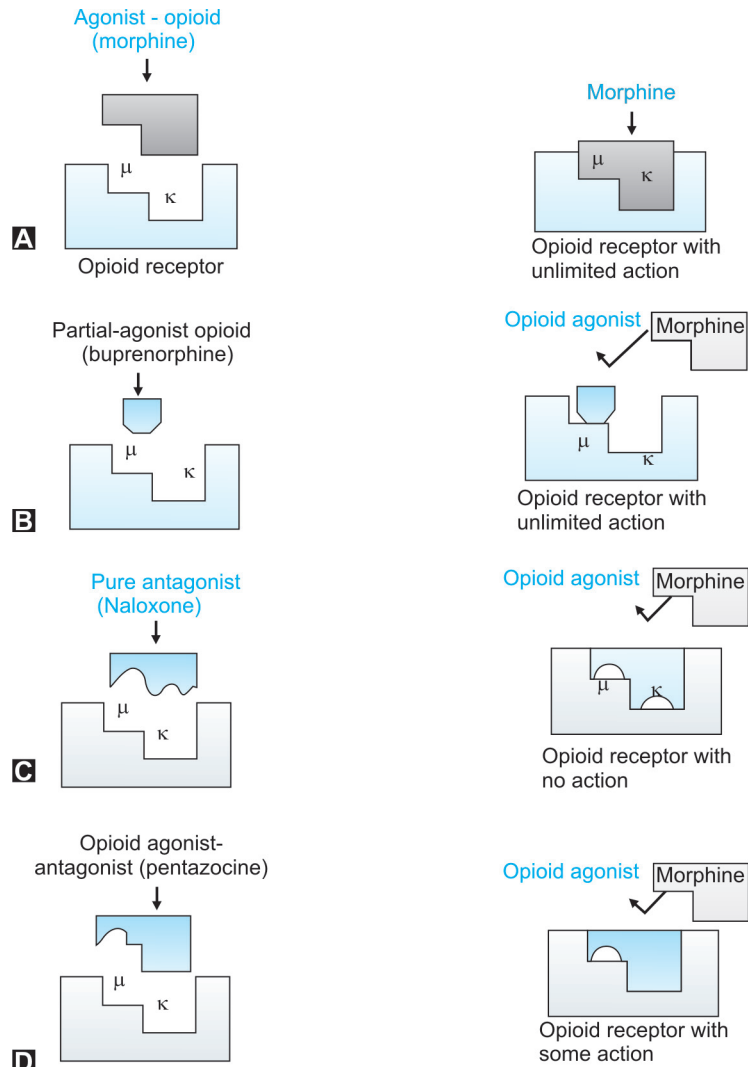 Agonist - opioid
(morphine)
μ
κ
A
Opioid receptor
Morphine
μ
κ
Opioid receptor with
unlimited action
Partial-agonist opioid
(buprenorphine)
μ
κ
B
Opioid agonist
Morphine
μ
κ
Opioid receptor with
unlimited action
Pure antagonist
(Naloxone)
μ
κ
C
Opioid agonist
Morphine
μ
κ
Opioid receptor with
no action
Opioid agonist-
antagonist (pentazocine)
μ
κ
D
Opioid agonist
Morphine
Opioid receptor with
some action